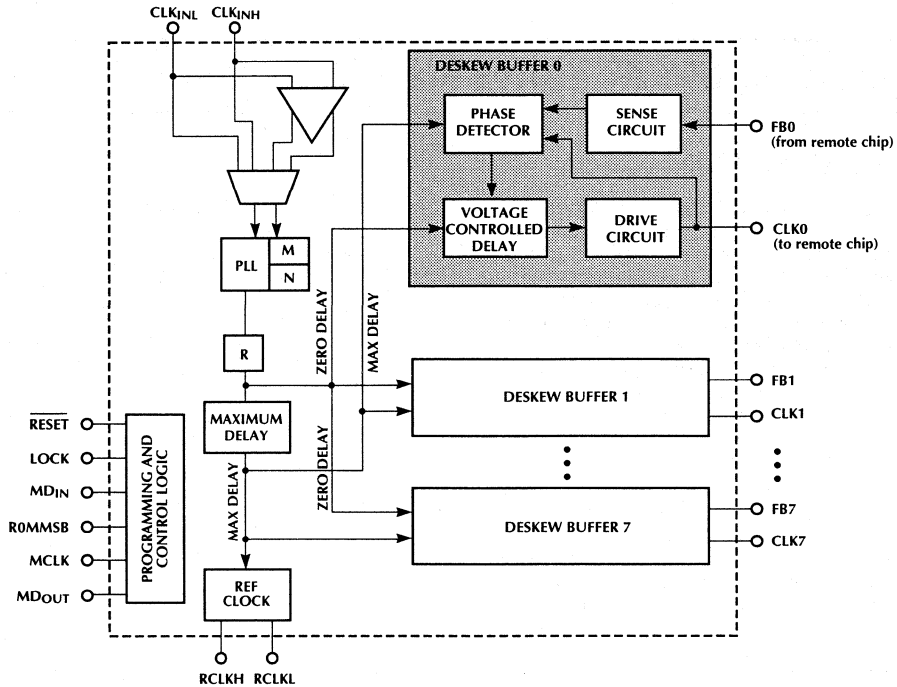 CLKINL CLKINH
DESKEW BUFFER 0
PHASE
DETECTOR
SENSE
CIRCUIT
FB0
(from remote chip)
VOLTAGE
CONTROLLED
DELAY
DRIVE
CIRCUIT
CLK0
(to remote chip)
PLL
M
N
ZERO DELAY
MAX DELAY
R
DESKEW BUFFER 1
FB1
CLK1
MAXIMUM
DELAY
RESET
LOCK
MDIN
R0MMSB
MCLK
MDOUT
PROGRAMMING AND
CONTROL LOGIC
MAX DELAY
ZERO DELAY
DESKEW BUFFER 7
FB7
CLK7
REF
CLOCK
RCLKH RCLKL